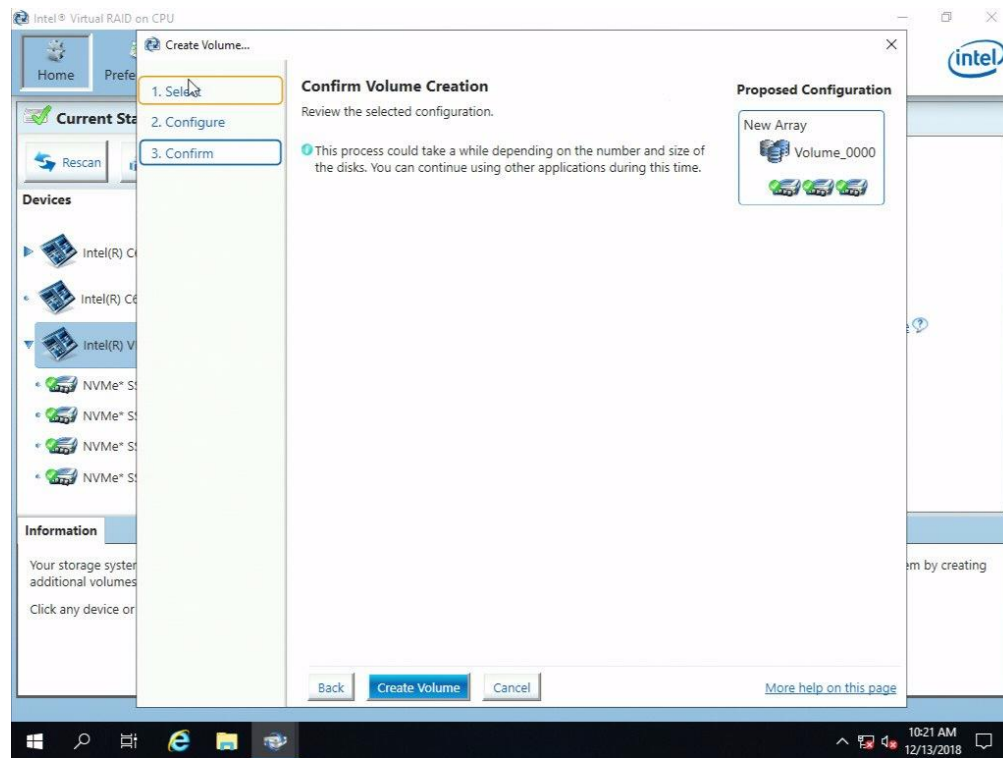 Intel® Virtual RAID on CPU
Home
Create Volume...
intel
Current
Rescan
Devices
Intel(R)
Intel(R)
Intel(R)
NVMe*
NVMe*
NVMe*
NVMe*
Information
Your storage
additional volumes
Click any device or
by creating
1. Select
2. Configure
3. Confirm
Confirm Volume Creation
Review the selected configuration.
This process could take a while depending on the number and size of
the disks. You can continue using other applications during this time.
Proposed Configuration
New Array
Volume_0000
Back
Create Volume
Cancel
More help on this page
10:21 AM
12/13/2018